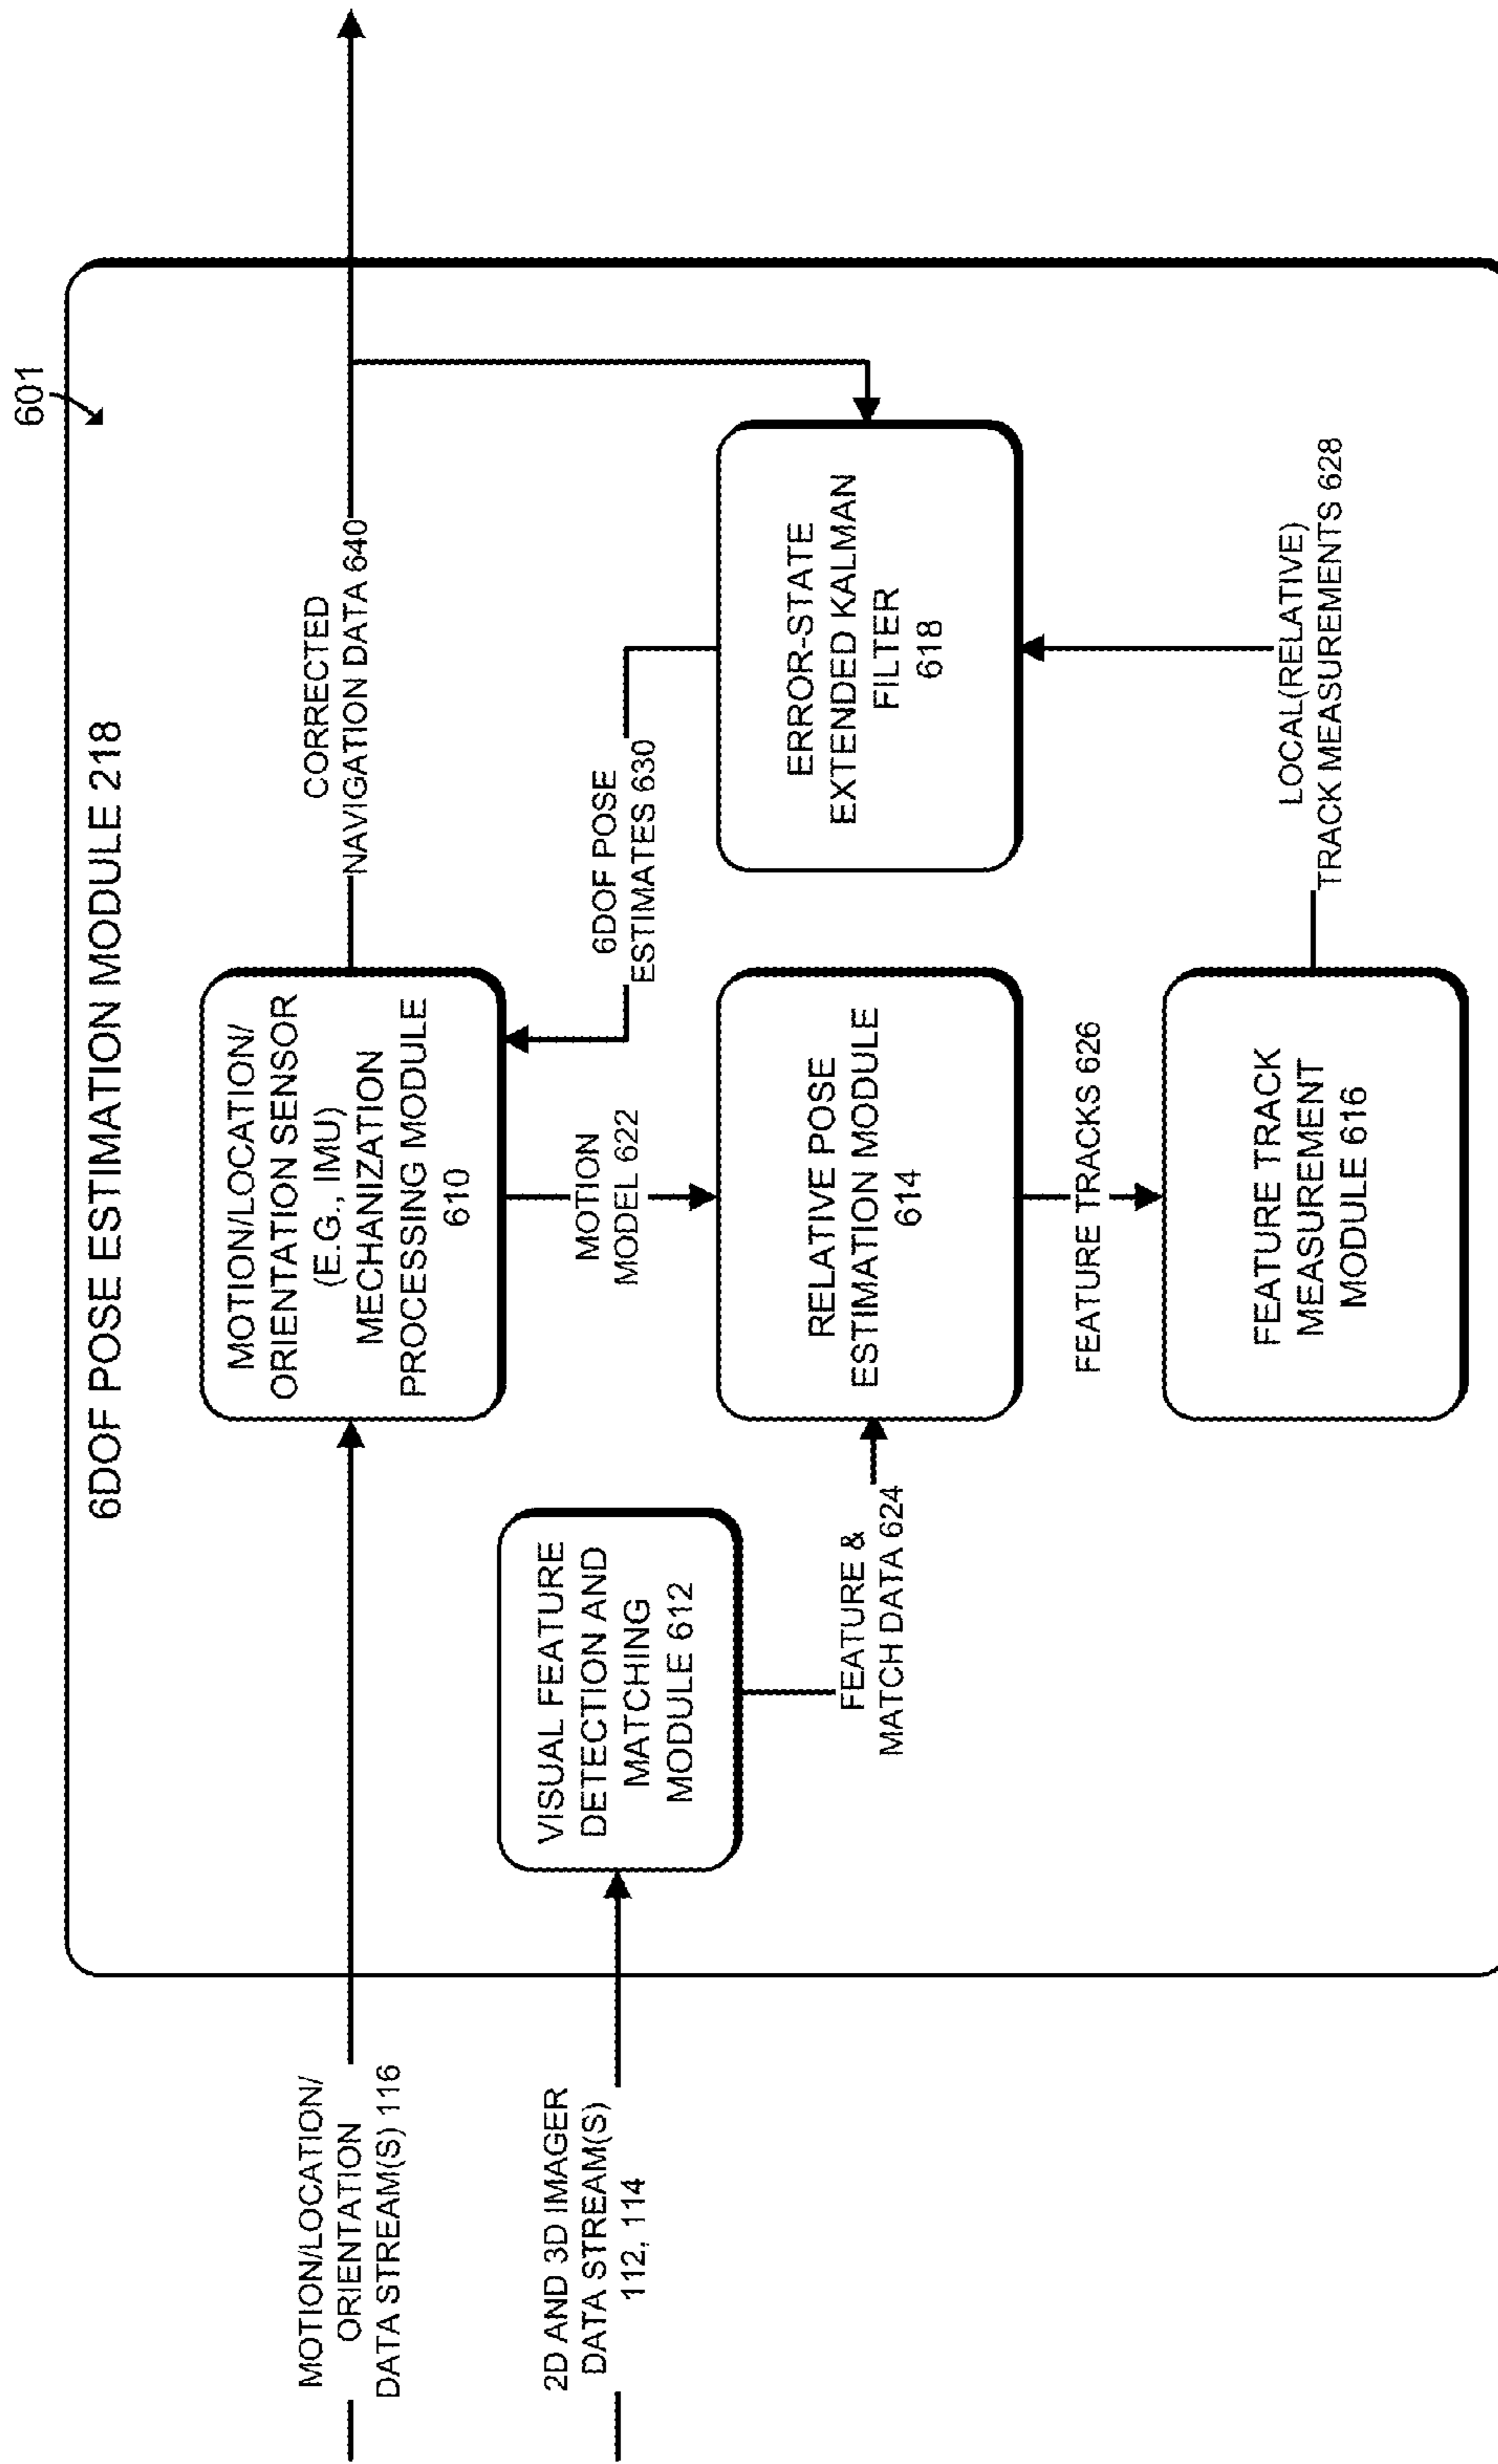 601
6DOF POSE ESTIMATION MODULE 218
MOTION/LOCATION/
ORIENTATION
DATA STREAM(S) 116
MOTION/LOCATION/
ORIENTATION SENSOR
(E.G., IMU)
MECHANIZATION
PROCESSING MODULE
610
CORRECTED
NAVIGATION DATA 640
2D AND 3D IMAGER
DATA STREAM(S)
112, 114
VISUAL FEATURE
DETECTION AND
MATCHING
MODULE 612
MOTION
MODEL 622
6DOF POSE
ESTIMATES 630
FEATURE &
MATCH DATA 624
RELATIVE POSE
ESTIMATION MODULE
614
ERROR-STATE
EXTENDED KALMAN
FILTER
618
FEATURE TRACKS 626
FEATURE TRACK
MEASUREMENT
MODULE 616
LOCAL(RELATIVE)
TRACK MEASUREMENTS 628